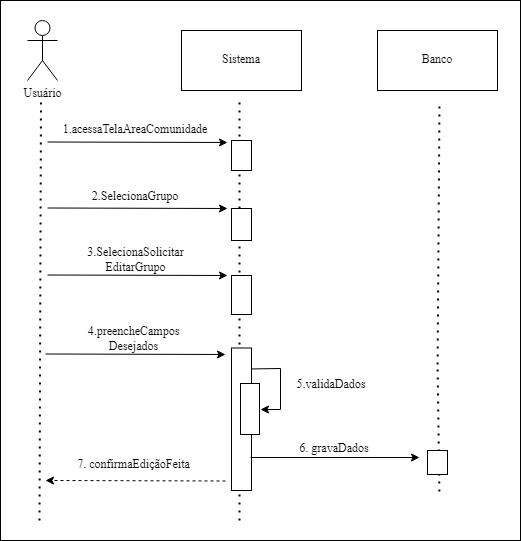 Usuário
Sistema
Banco
1.acessaTelaAreaComunidade
2.SelecionaGrupo
3.SelecionaSolicitar
EditarGrupo
4.preencheCampos
Desejados
5.validaDados
6. gravaDados
7. confirmaEdiçãoFeita